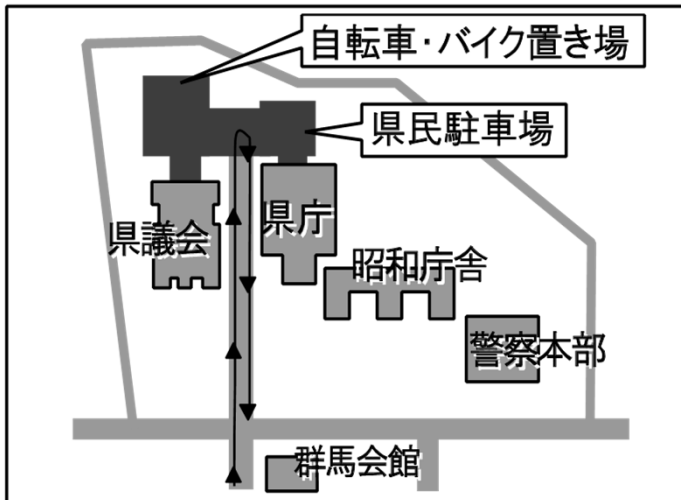 自転車・バイク置き場
県民駐車場
県議会
県庁
昭和庁舎
警察本部
群馬会館